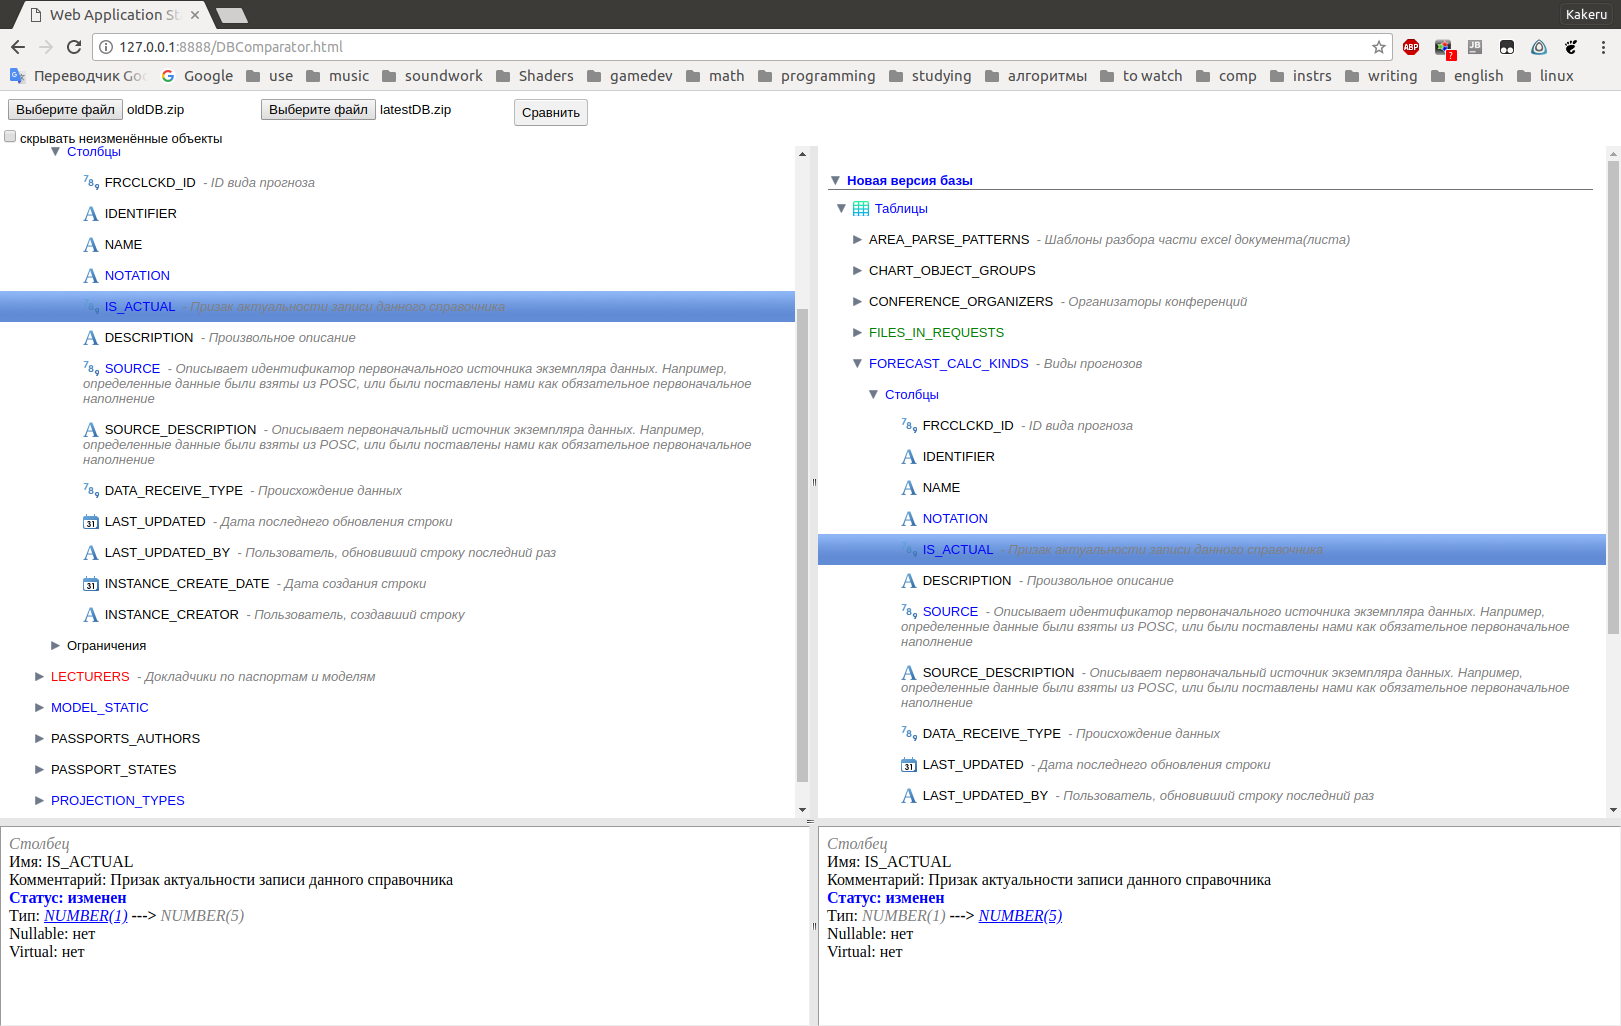 Web Application St
Kakeru
127.0.0.1:8888/DBComparator.html
ABP
JB
?
Переводчик Goo
Google
use
music
soundwork
Shaders
gamedev
math
programming
studying
алгоритмы
to watch
comp
instrs
writing
english
linux
Выберите файл oldDB.zip
Выберите файл latestDB.zip
Сравнить
скрывать неизменённые объекты
Столбцы
789 FRCCLCKD_ID - ID вида прогноза
A IDENTIFIER
A NAME
A NOTATION
789 IS_ACTUAL - Призак актуальности записи данного справочника
A DESCRIPTION - Произвольное описание
789 SOURCE - Описывает идентификатор первоначального источника экземпляра данных. Например,
определенные данные были взяты из POSC, или были поставлены нами как обязательное первоначальное
наполнение
A SOURCE_DESCRIPTION - Описывает первоначальный источник экземпляра данных. Например,
определенные данные были взяты из POSC, или были поставлены нами как обязательное первоначальное
наполнение
789 DATA_RECEIVE_TYPE - Происхождение данных
31 LAST_UPDATED - Дата последнего обновления строки
A LAST_UPDATED_BY - Пользователь, обновивший строку последний раз
31 INSTANCE_CREATE_DATE - Дата создания строки
A INSTANCE_CREATOR - Пользователь, создавший строку
Ограничения
LECTURERS - Докладчики по паспортам и моделям
MODEL_STATIC
PASSPORTS_AUTHORS
PASSPORT_STATES
PROJECTION_TYPES
Новая версия базы
Таблицы
AREA_PARSE_PATTERNS - Шаблоны разбора части excel документа(листа)
CHART_OBJECT_GROUPS
CONFERENCE_ORGANIZERS - Организаторы конференций
FILES_IN_REQUESTS
FORECAST_CALC_KINDS - Виды прогнозов
Столбцы
789 FRCCLCKD_ID - ID вида прогноза
A IDENTIFIER
A NAME
A NOTATION
789 IS_ACTUAL - Призак актуальности записи данного справочника
A DESCRIPTION - Произвольное описание
789 SOURCE - Описывает идентификатор первоначального источника экземпляра данных. Например,
определенные данные были взяты из POSC, или были поставлены нами как обязательное первоначальное
наполнение
A SOURCE_DESCRIPTION - Описывает первоначальный источник экземпляра данных. Например,
определенные данные были взяты из POSC, или были поставлены нами как обязательное первоначальное
наполнение
789 DATA_RECEIVE_TYPE - Происхождение данных
31 LAST_UPDATED - Дата последнего обновления строки
A LAST_UPDATED_BY - Пользователь, обновивший строку последний раз
Столбец
Имя: IS_ACTUAL
Комментарий: Призак актуальности записи данного справочника
Статус: изменен
Тип: NUMBER(1) ---> NUMBER(5)
Nullable: нет
Virtual: нет
Столбец
Имя: IS_ACTUAL
Комментарий: Призак актуальности записи данного справочника
Статус: изменен
Тип: NUMBER(1) ---> NUMBER(5)
Nullable: нет
Virtual: нет